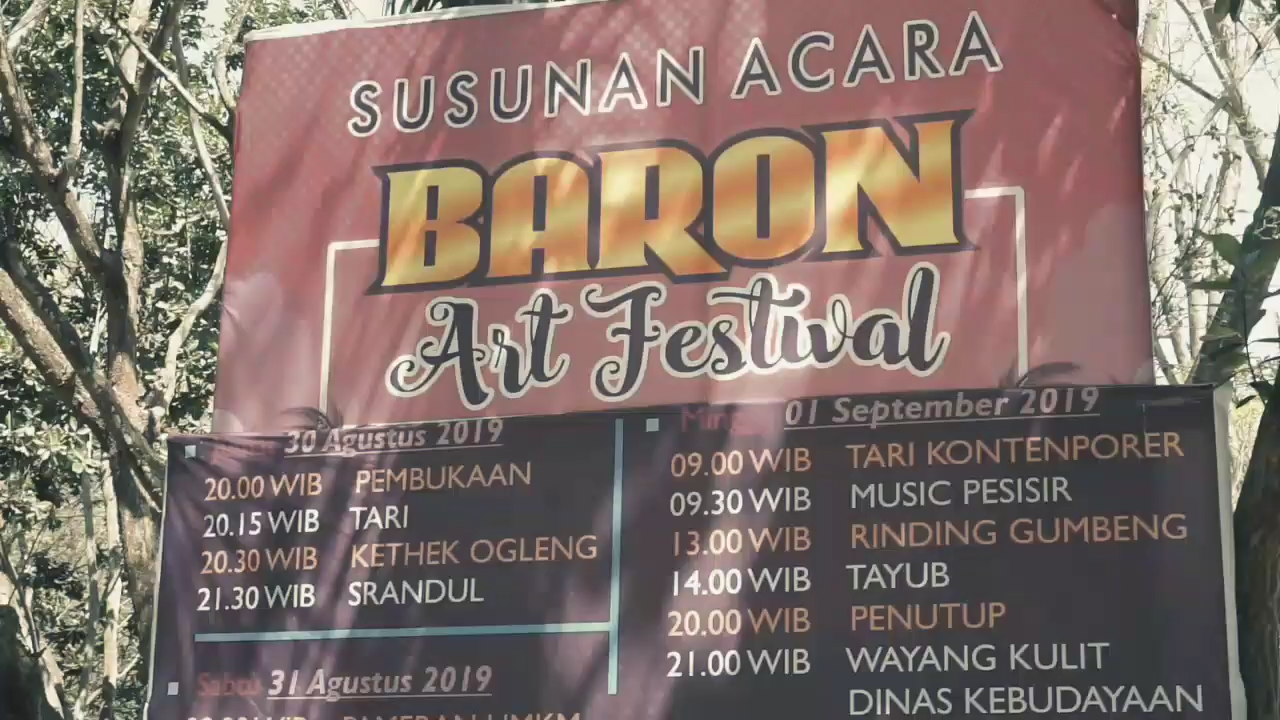 SUSUNAN ACARA
BARON
Art Festival
30 Agustus 2019
20.00 WIB PEMBUKAAN
20.15 WIB TARI
20.30 WIB KETHEK OGLENG
21.30 WIB SRANDUL
Sabtu 31 Agustus 2019
PAMERAN UMKM
01 September 2019
09.00 WIB TARI KONTENPORER
09.30 WIB MUSIC PESISIR
13.00 WIB RINDING GUMBENG
14.00 WIB TAYUB
20.00 WIB PENUTUP
21.00 WIB WAYANG KULIT
DINAS KEBUDAYAAN